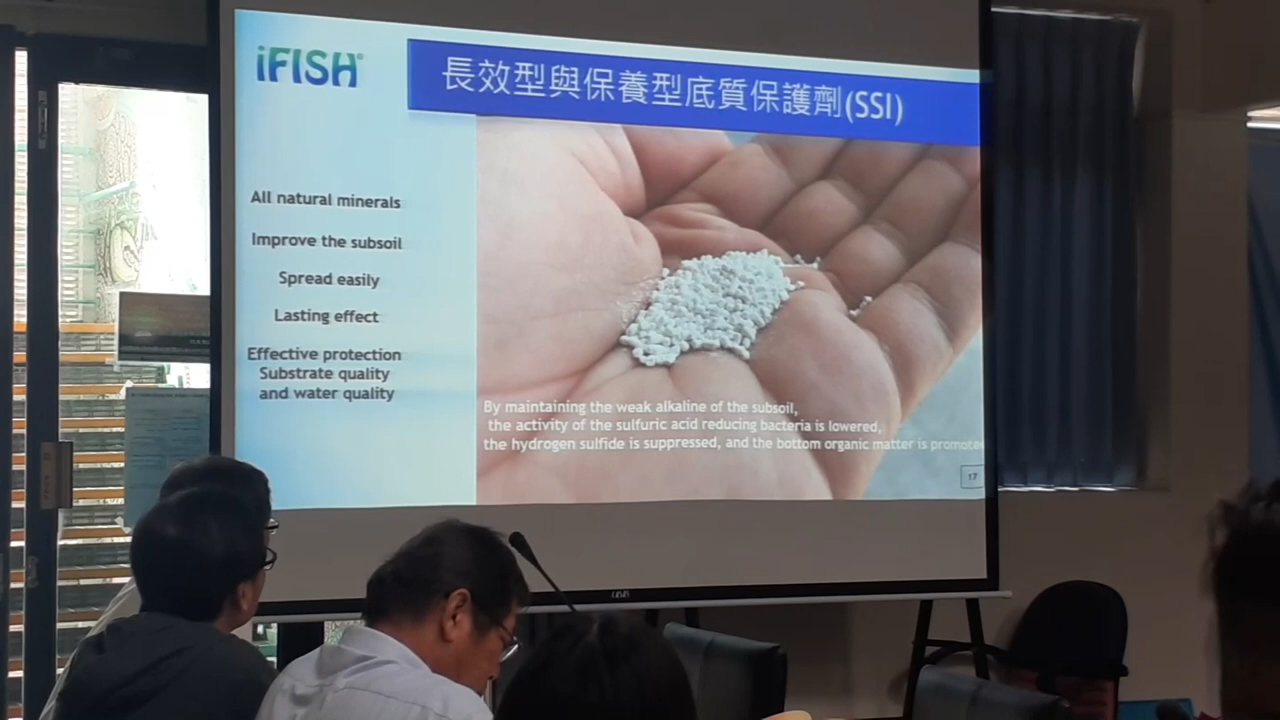 iFISH
長效型與保養型底質保護劑(SSI)
All natural minerals
Improve the subsoil
Spread easily
Lasting effect
Effective protection
Substrate quality
and water quality
By maintaining the weak alkaline of the subsoil,
the activity of the sulfuric acid reducing bacteria is lowered,
the hydrogen sulfide is suppressed, and the bottom organic matter is promote
17